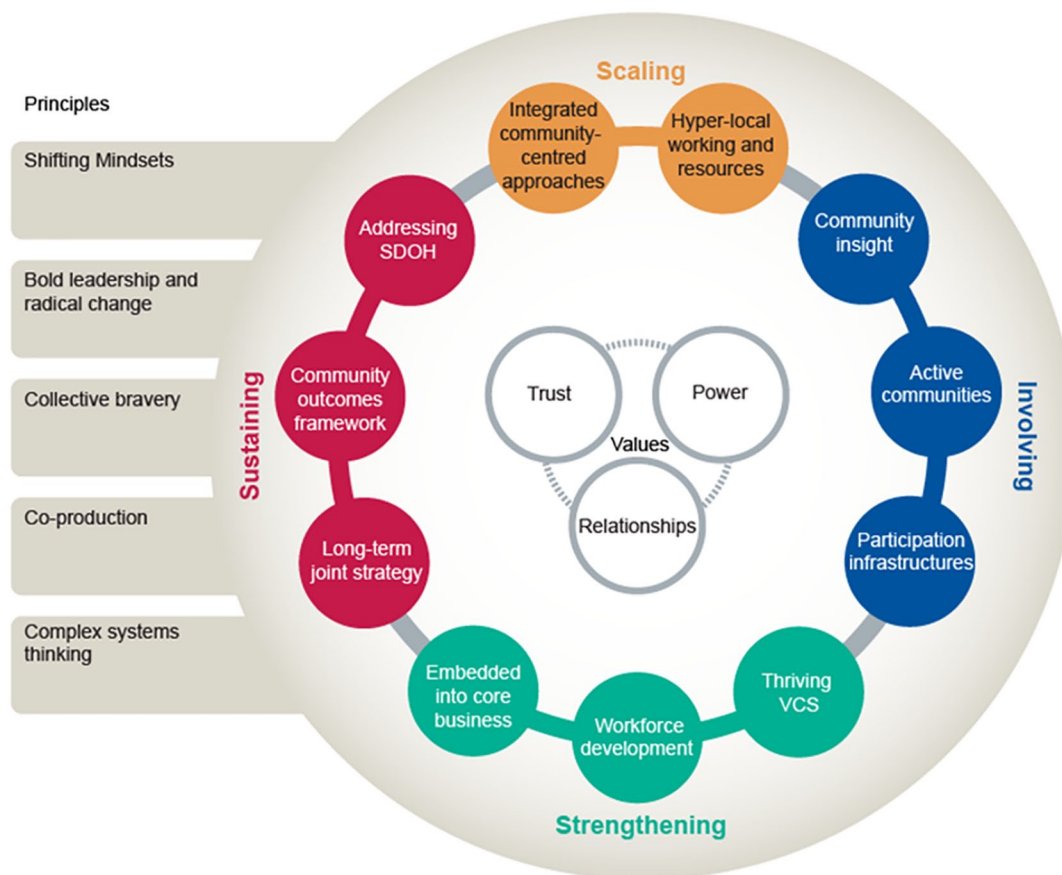 Principles
Shifting Mindsets
Bold leadership and
radical change
Collective bravery
Co-production
Complex systems
thinking
Scaling
Integrated
community-
centred
approaches
Hyper-local
working and
resources
Involving
Community
insight
Active
communities
Participation
infrastructures
Strengthening
Thriving
VCS
Workforce
development
Embedded
into core
business
Sustaining
Long-term
joint strategy
Community
outcomes
framework
Addressing
SDOH
Values
Trust
Power
Relationships